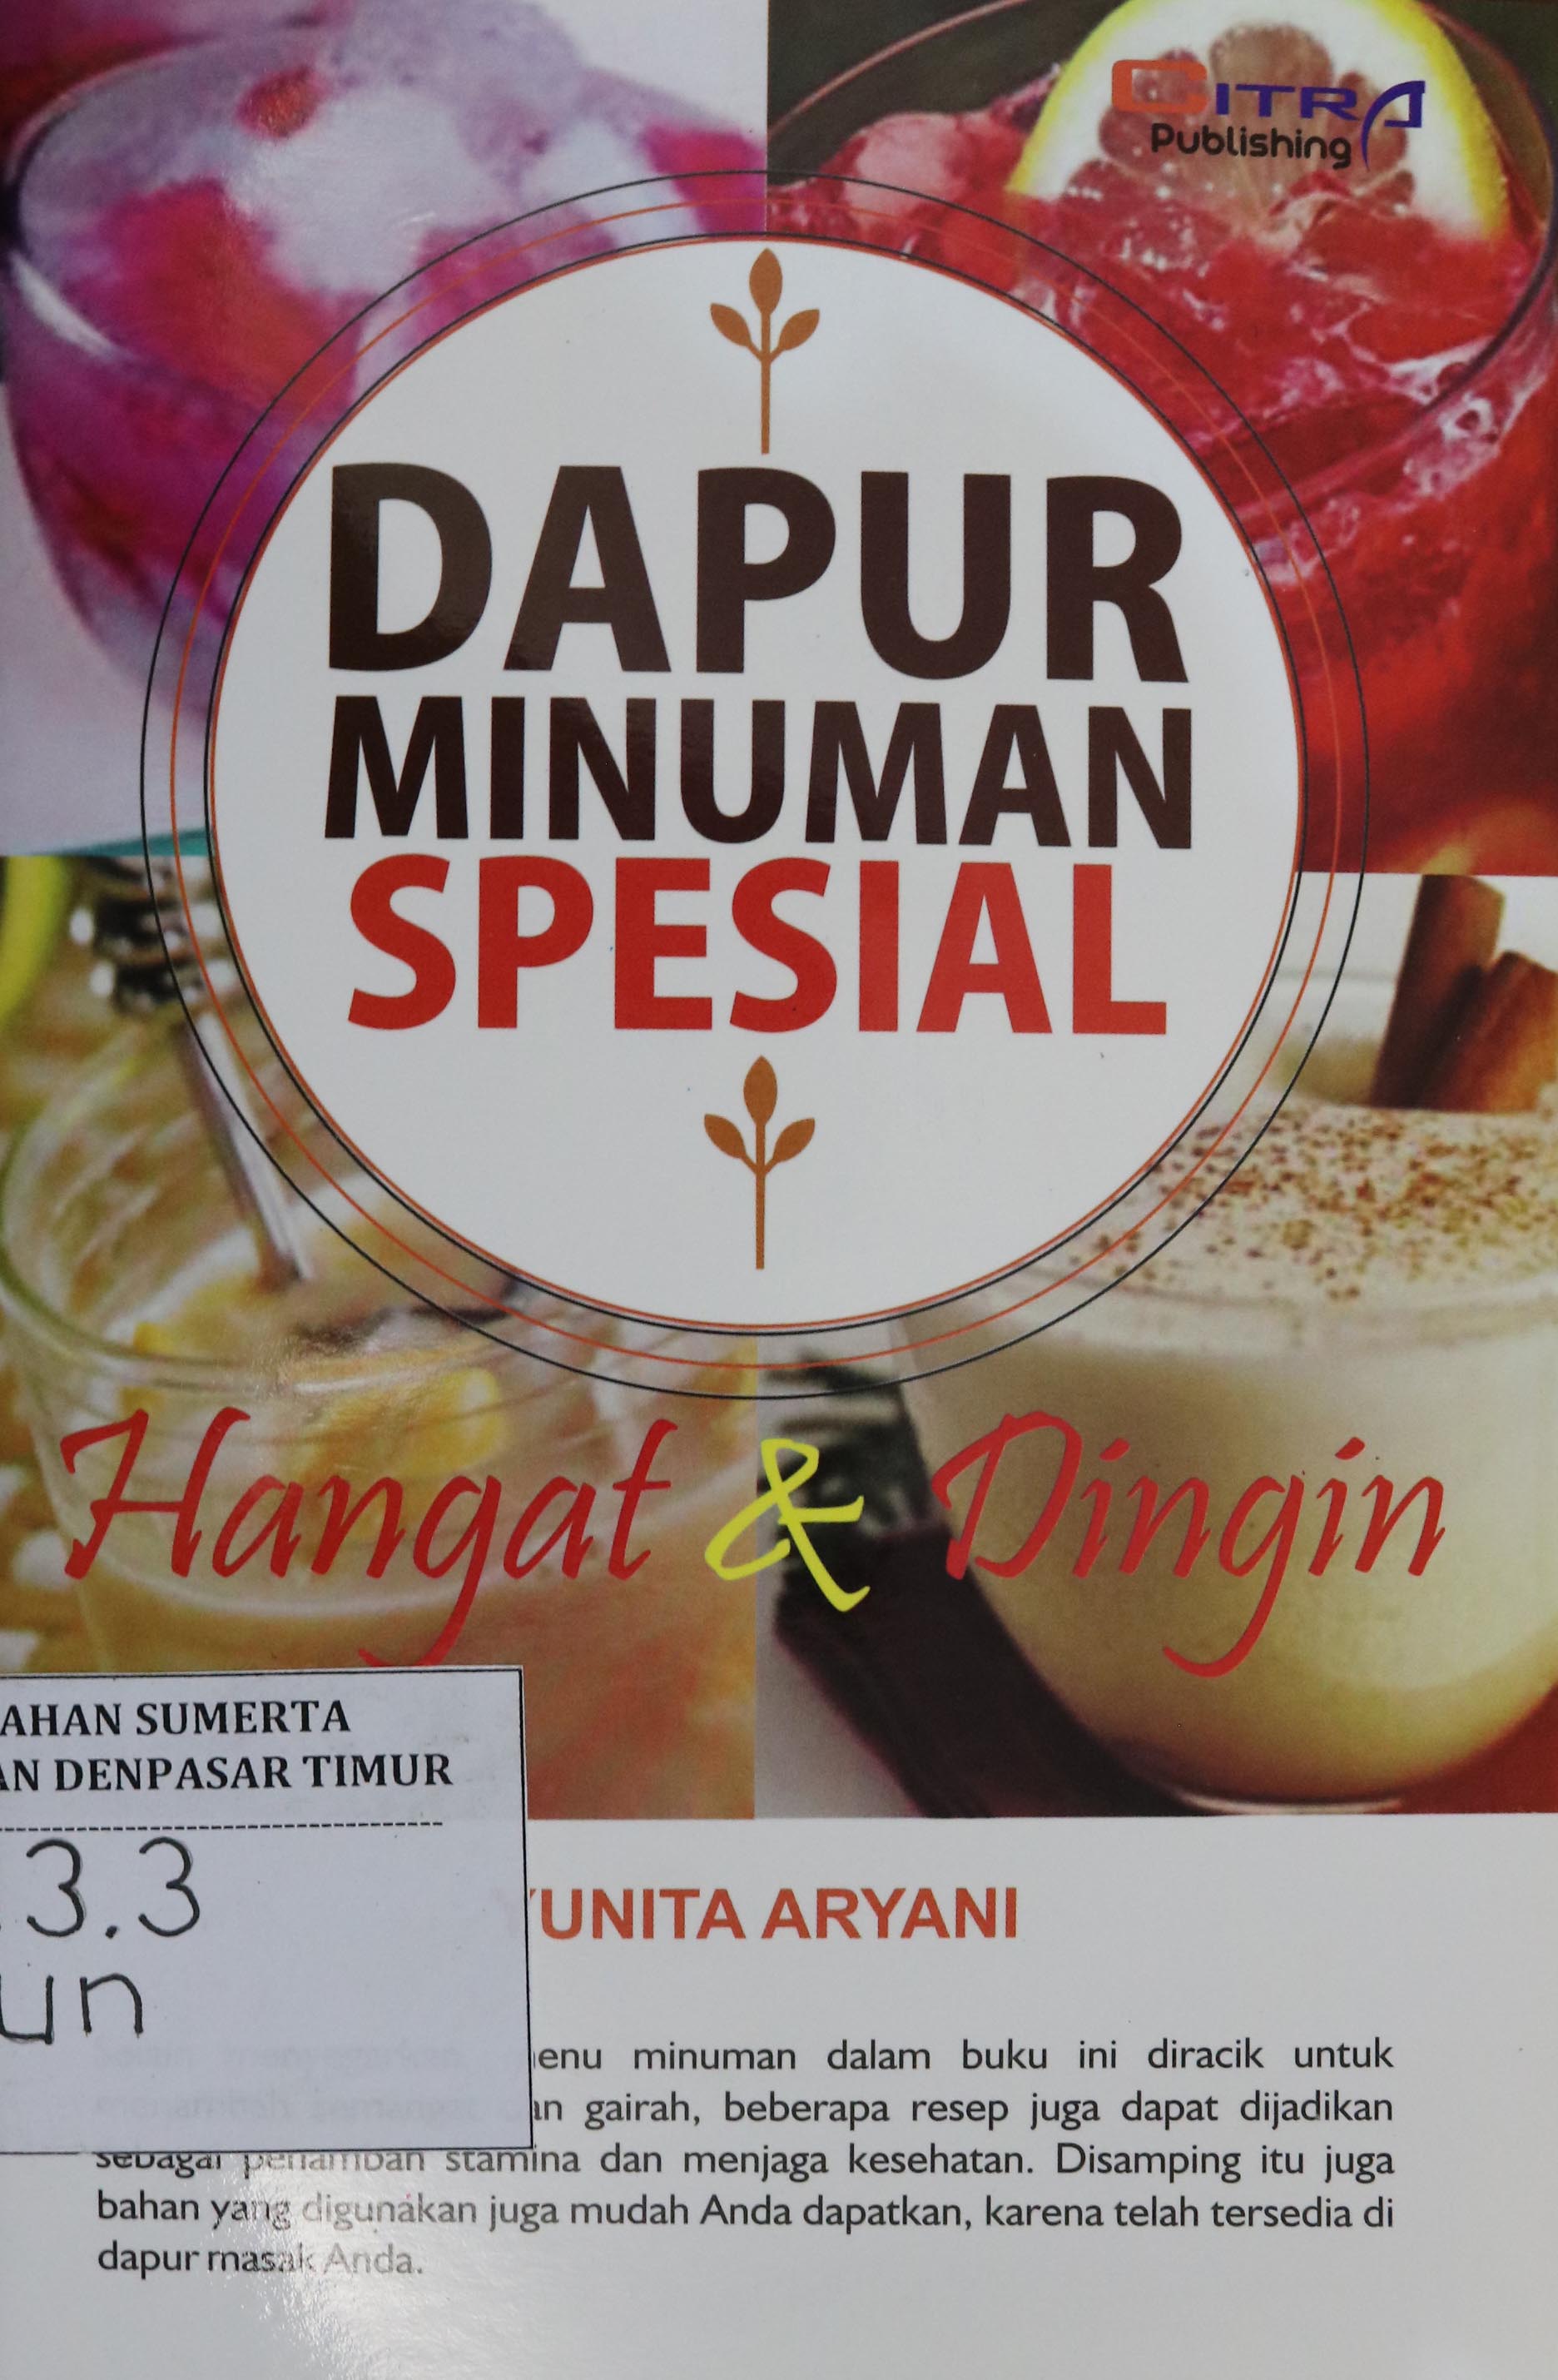 CITRA
Publishing
DAPUR
MINUMAN
SPESIAL
Hangat & Dingin
AHAN SUMERTA
AN DENPASAR TIMUR
3.3
un
YUNITA ARYANI
menu minuman dalam buku ini diracik untuk
gairah, beberapa resep juga dapat dijadikan
sebagai penambah stamina dan menjaga kesehatan. Disamping itu juga
bahan yang digunakan juga mudah Anda dapatkan, karena telah tersedia di
dapur masak Anda.